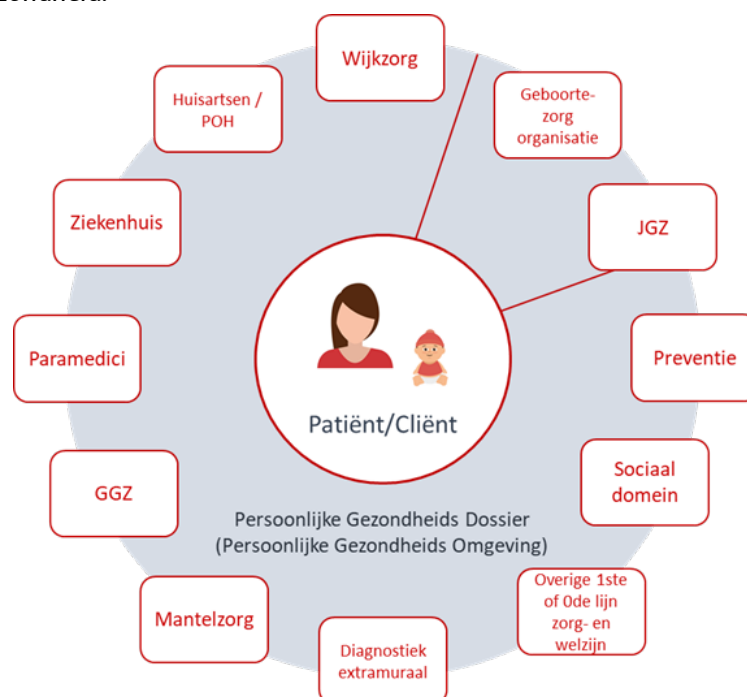 Wijkzorg
Geboorte-
zorg
organisatie
JGZ
Preventie
Sociaal
domein
Overige 1ste
of 0de lijn
zorg- en
welzijn
Diagnostiek
extramuraal
Mantelzorg
GGZ
Paramedici
Ziekenhuis
Huisartsen /
POH
Patiënt/Cliënt
Persoonlijke Gezondheids Dossier
(Persoonlijke Gezondheids Omgeving)